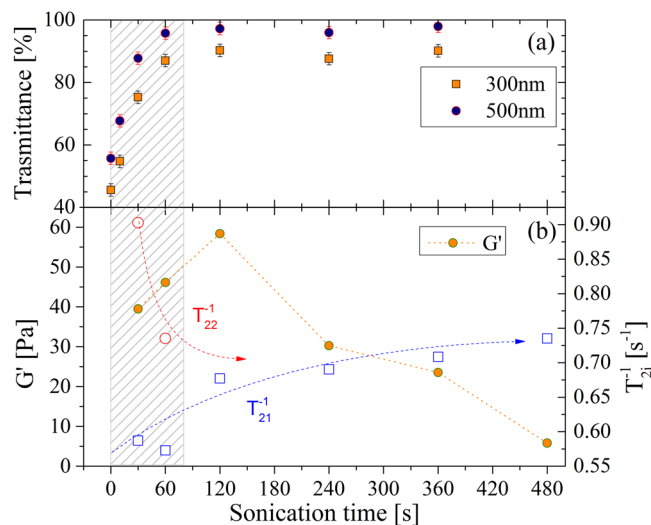 100
80
60
40
Trasmittance [%]
(a)
300nm
500nm
60
50
40
30
20
10
0
G' [Pa]
(b)
G'
T22^-1
T21^-1
0.90
0.85
0.80
0.75
0.70
0.65
0.60
0.55
T2i^-1 [s^-1]
0 60 120 180 240 300 360 420 480
Sonication time [s]